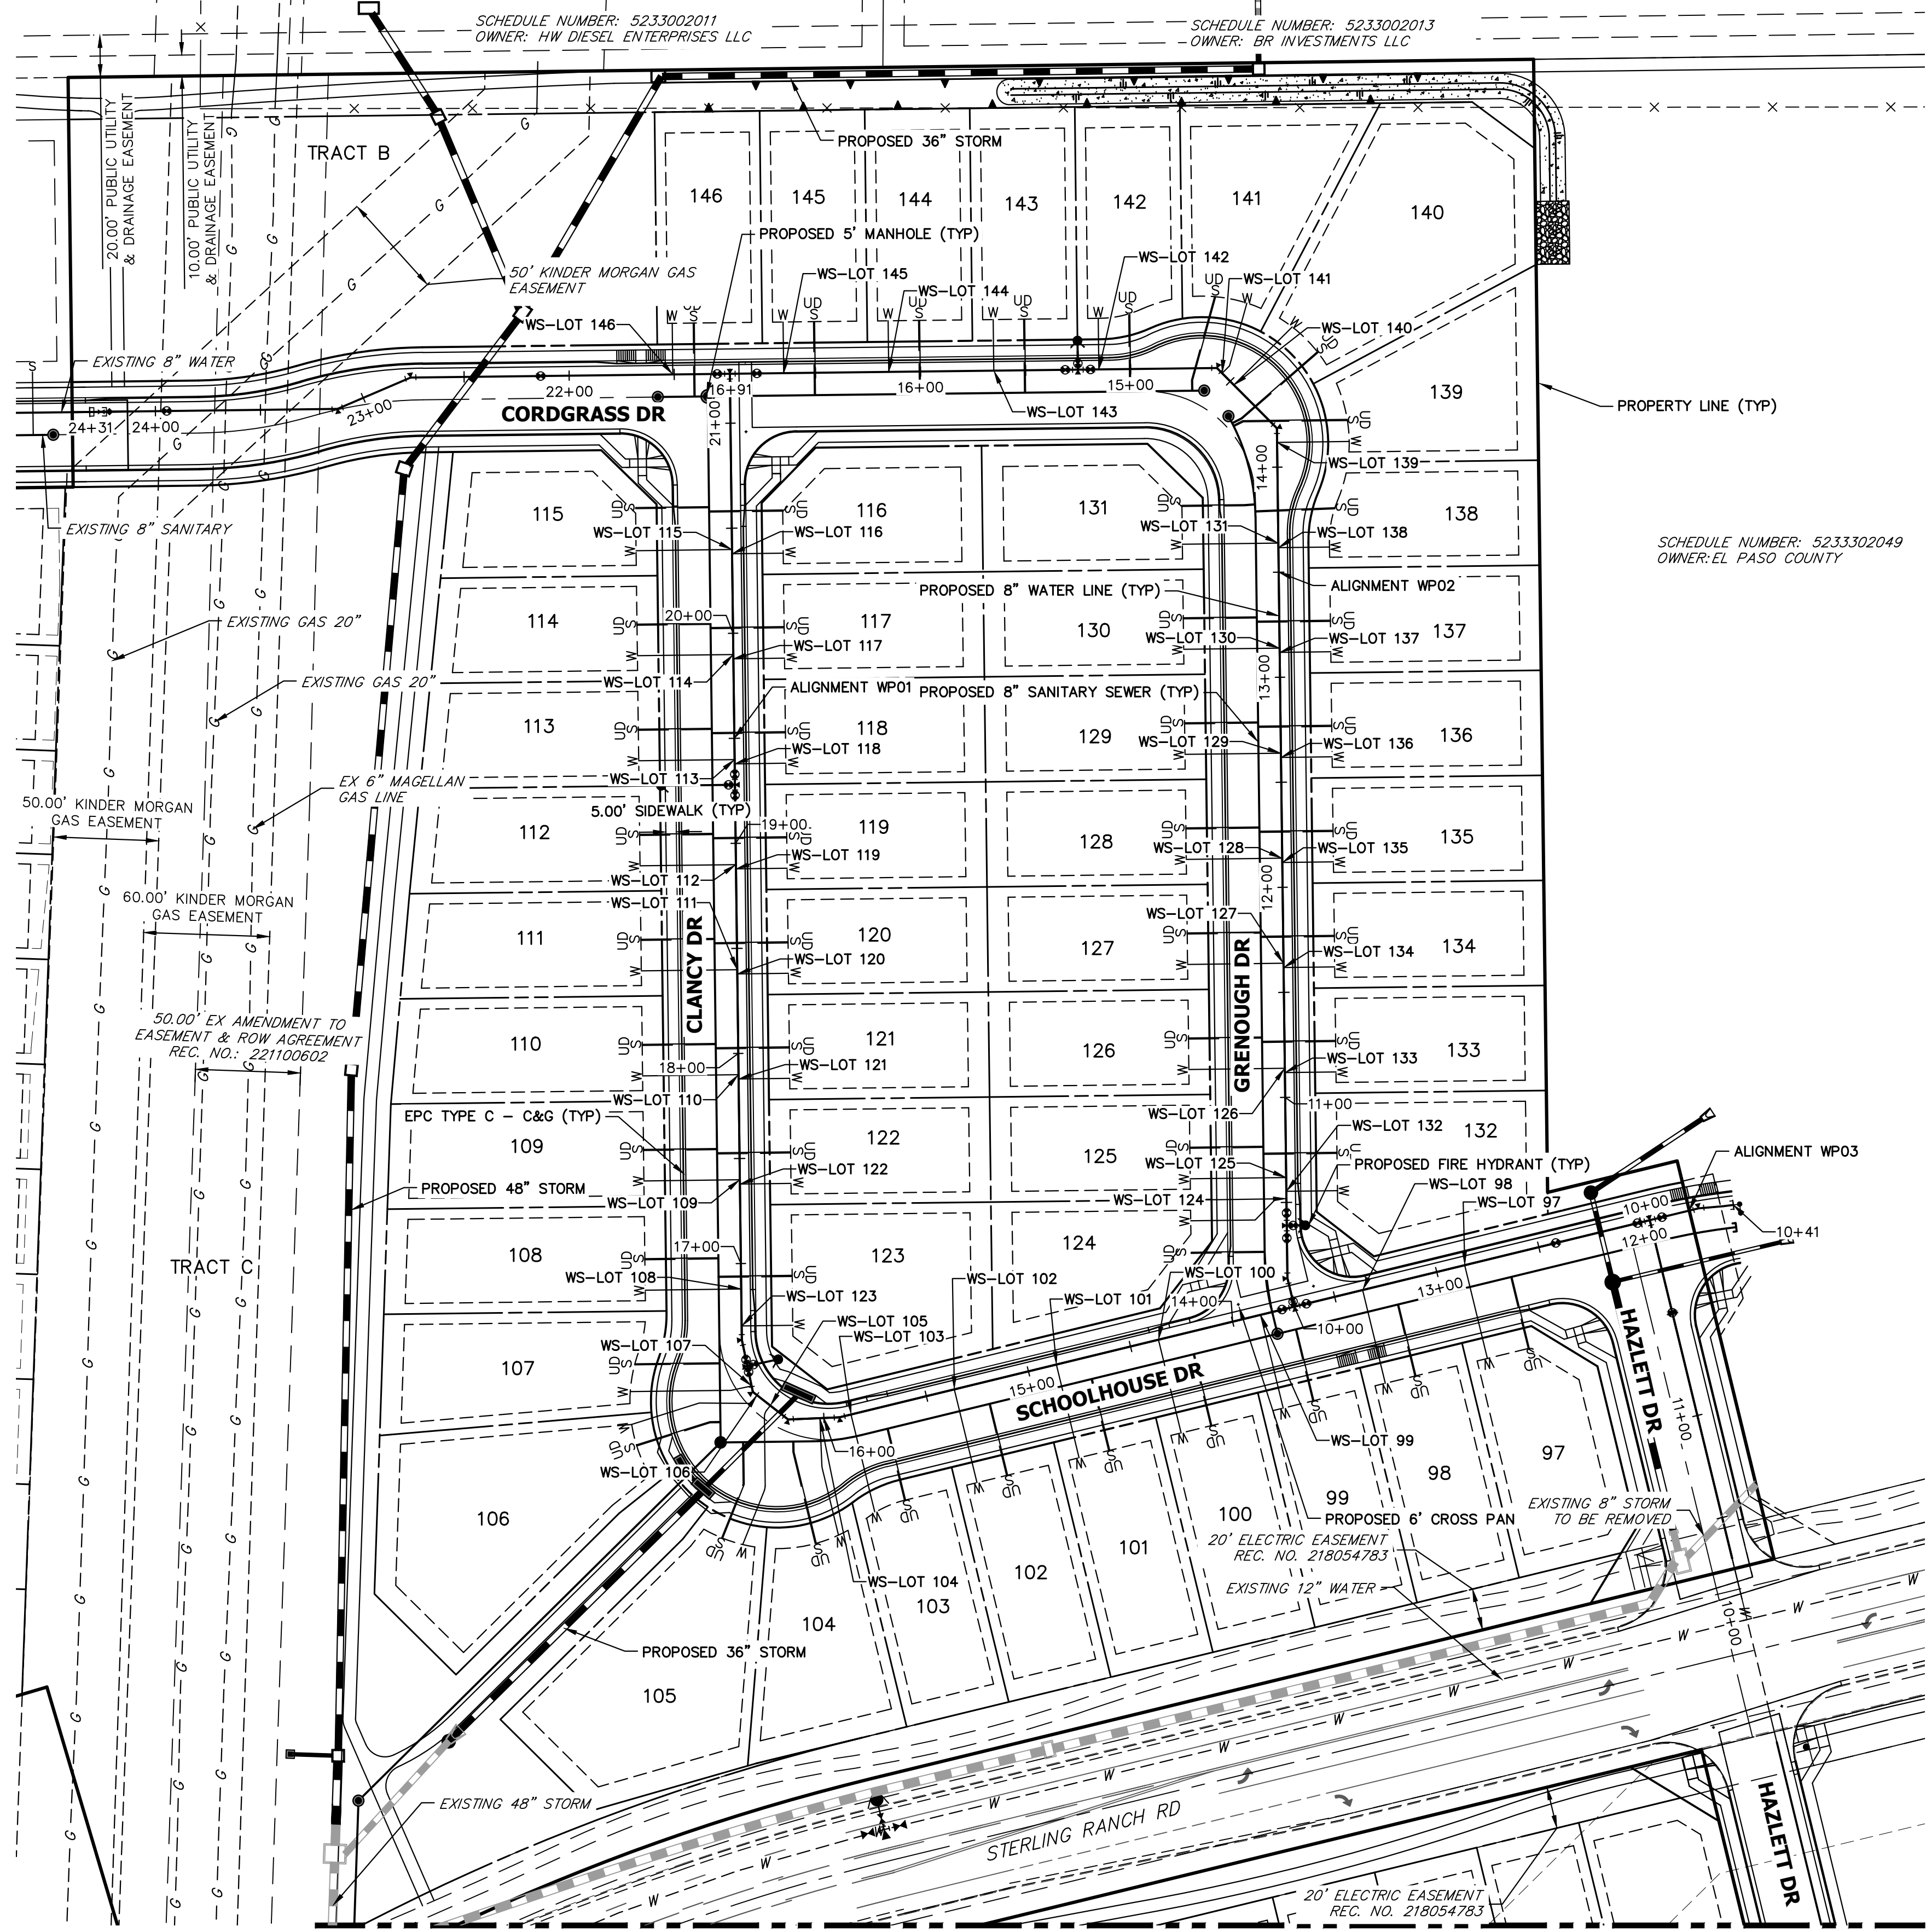 SCHEDULE NUMBER: 5233002011
OWNER: HW DIESEL ENTERPRISES LLC
SCHEDULE NUMBER: 5233002013
OWNER: BR INVESTMENTS LLC
20.00' PUBLIC UTILITY
& DRAINAGE EASEMENT
10.00' PUBLIC UTILITY
& DRAINAGE EASEMENT
TRACT B
PROPOSED 36" STORM
146
145
144
143
142
141
140
PROPOSED 5' MANHOLE (TYP)
50' KINDER MORGAN GAS
EASEMENT
WS-LOT 145
WS-LOT 144
WS-LOT 142
WS-LOT 141
WS-LOT 146
WS-LOT 140
EXISTING 8" WATER
22+00
16+91
16+00
15+00
139
CORDGRASS DR
WS-LOT 143
PROPERTY LINE (TYP)
23+00
24+31
24+00
21+00
14+00
WS-LOT 139
EXISTING 8" SANITARY
115
116
131
138
WS-LOT 115
WS-LOT 116
WS-LOT 131
WS-LOT 138
SCHEDULE NUMBER: 5233302049
OWNER:EL PASO COUNTY
PROPOSED 8" WATER LINE (TYP)
ALIGNMENT WP02
EXISTING GAS 20"
114
20+00
117
130
137
WS-LOT 117
WS-LOT 130
WS-LOT 137
EXISTING GAS 20"
WS-LOT 114
ALIGNMENT WP01
PROPOSED 8" SANITARY SEWER (TYP)
13+00
113
118
129
136
WS-LOT 118
WS-LOT 129
WS-LOT 136
WS-LOT 113
EX 6" MAGELLAN
GAS LINE
50.00' KINDER MORGAN
GAS EASEMENT
5.00' SIDEWALK (TYP)
112
19+00
119
128
135
WS-LOT 119
WS-LOT 128
WS-LOT 135
WS-LOT 112
12+00
60.00' KINDER MORGAN
GAS EASEMENT
WS-LOT 111
WS-LOT 127
111
120
127
134
CLANCY DR
WS-LOT 120
GRENOUGH DR
WS-LOT 134
50.00' EX AMENDMENT TO
EASEMENT & ROW AGREEMENT
REC. NO.: 221100602
110
121
126
133
18+00
WS-LOT 121
WS-LOT 133
WS-LOT 110
WS-LOT 126
11+00
EPC TYPE C - C&G (TYP)
109
122
125
132
WS-LOT 132
ALIGNMENT WP03
WS-LOT 122
WS-LOT 125
PROPOSED FIRE HYDRANT (TYP)
PROPOSED 48" STORM
WS-LOT 109
WS-LOT 124
WS-LOT 98
WS-LOT 97
10+00
12+00
10+41
108
17+00
123
124
TRACT C
WS-LOT 108
WS-LOT 102
WS-LOT 100
WS-LOT 123
WS-LOT 101
14+00
13+00
WS-LOT 105
WS-LOT 103
10+00
107
WS-LOT 107
15+00
SCHOOLHOUSE DR
HAZLETT DR
11+00
16+00
WS-LOT 99
WS-LOT 106
106
97
98
99
100
101
102
103
104
105
PROPOSED 6' CROSS PAN
EXISTING 8" STORM
TO BE REMOVED
20' ELECTRIC EASEMENT
REC. NO. 218054783
WS-LOT 104
EXISTING 12" WATER
10+00
PROPOSED 36" STORM
EXISTING 48" STORM
STERLING RANCH RD
HAZLETT DR
20' ELECTRIC EASEMENT
REC. NO. 218054783